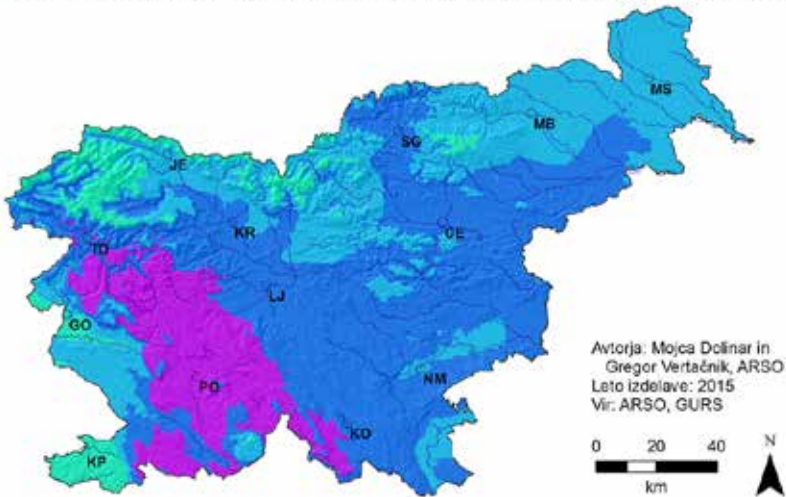 MS
MB
SG
JE
KR
CE
TO
LJ
GO
PO
NM
KO
KP
Avtorja: Mojca Dolinar in
Gregor Vertačnik, ARSO
Leto izdelave: 2015
Vir: ARSO, GURS
0 20 40
km
N